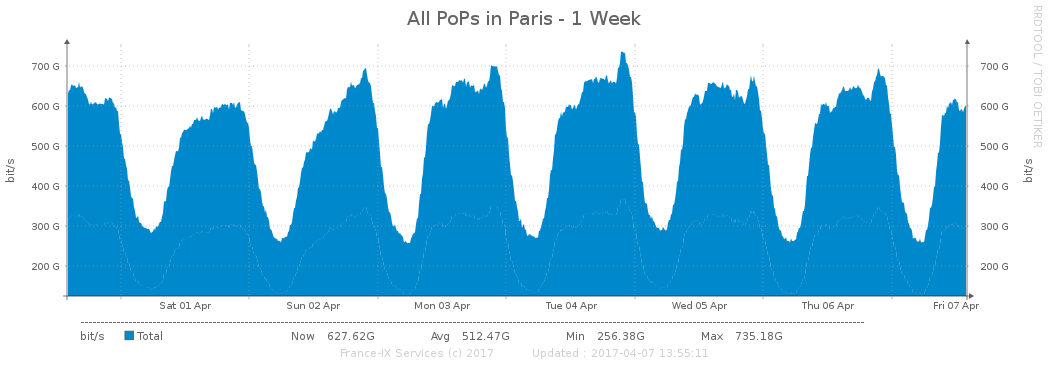 All PoPs in Paris - 1 Week
RRDTOOL / TOBI OETIKER
700 G 700 G
600 G 600 G
500 G 500 G
400 G 400 G
300 G 300 G
200 G 200 G
bit/s bit/s
Sat 01 Apr Sun 02 Apr Mon 03 Apr Tue 04 Apr Wed 05 Apr Thu 06 Apr Fri 07 Apr
bit/s Total Now 627.62G Avg 512.47G Min 256.38G Max 735.18G
France-IX Services (c) 2017 Updated : 2017-04-07 13:55:11